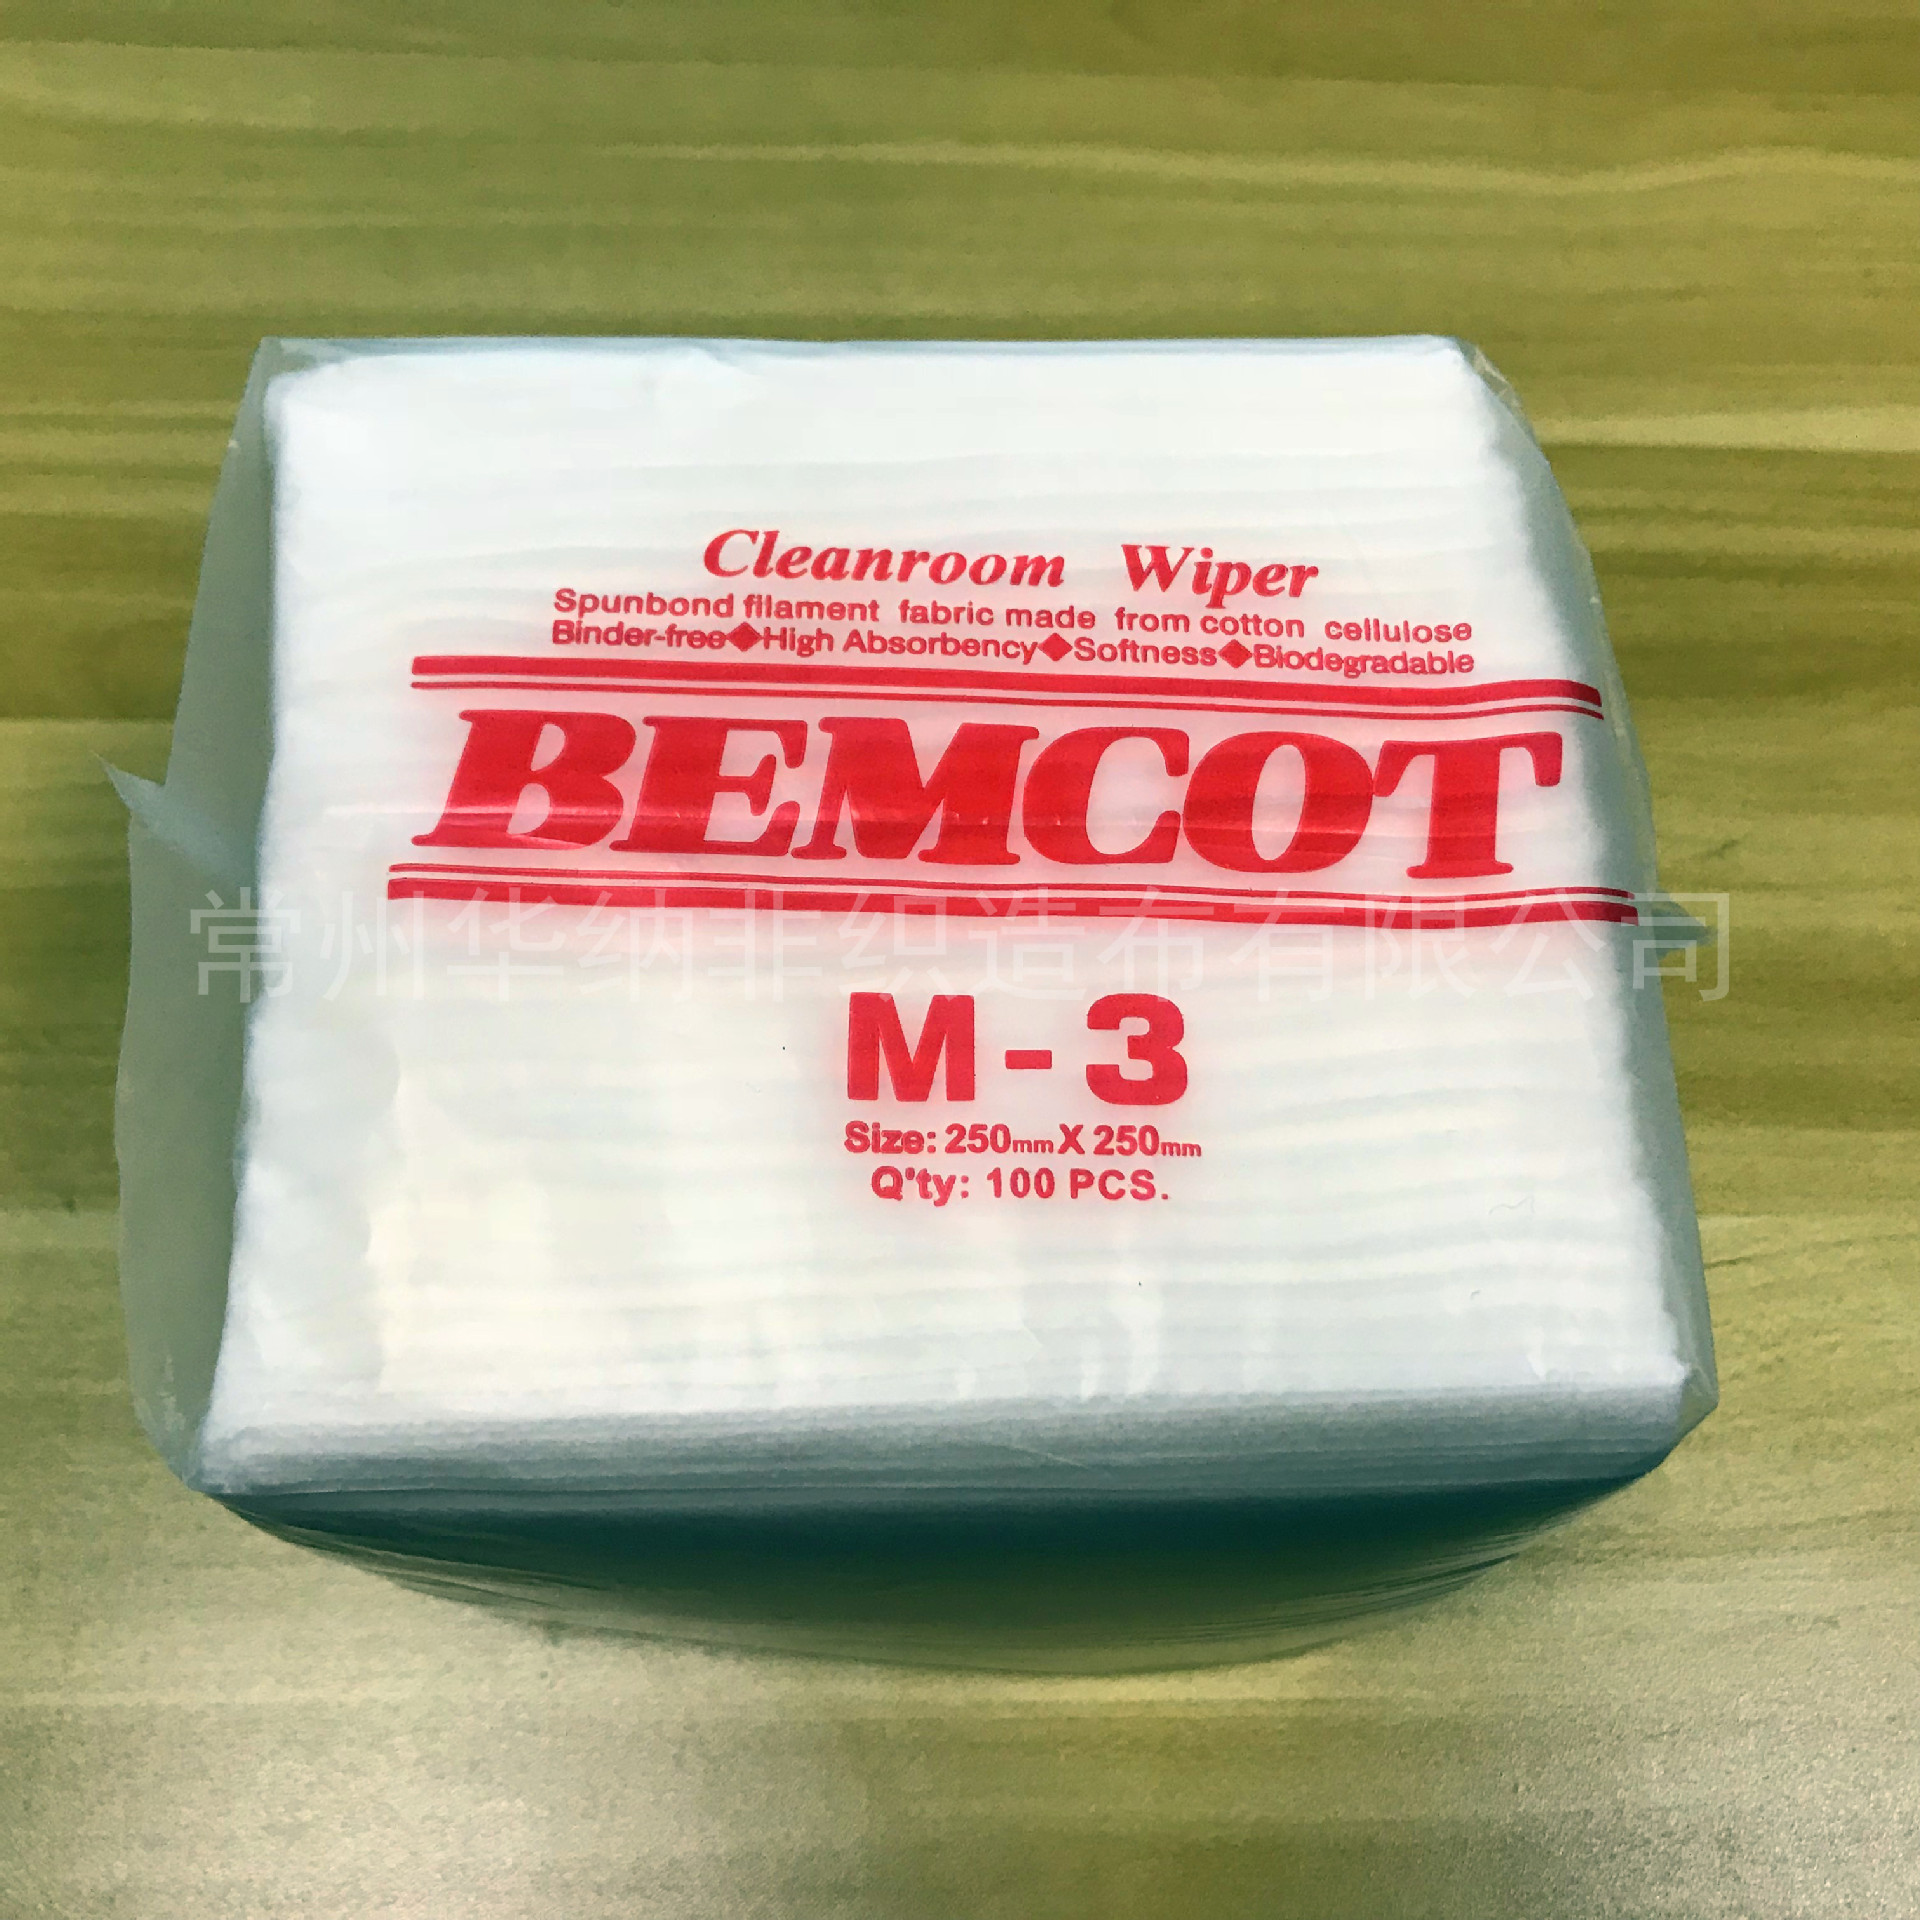 Cleanroom Wiper
Spunbond filament fabric made from cotton cellulose
Binder-free◆High Absorbency◆Softness◆Biodegradable
BEMCOT
常州华纳非织造布有限公司
M-3
Size: 250mm X 250mm
Q'ty: 100 PCS.